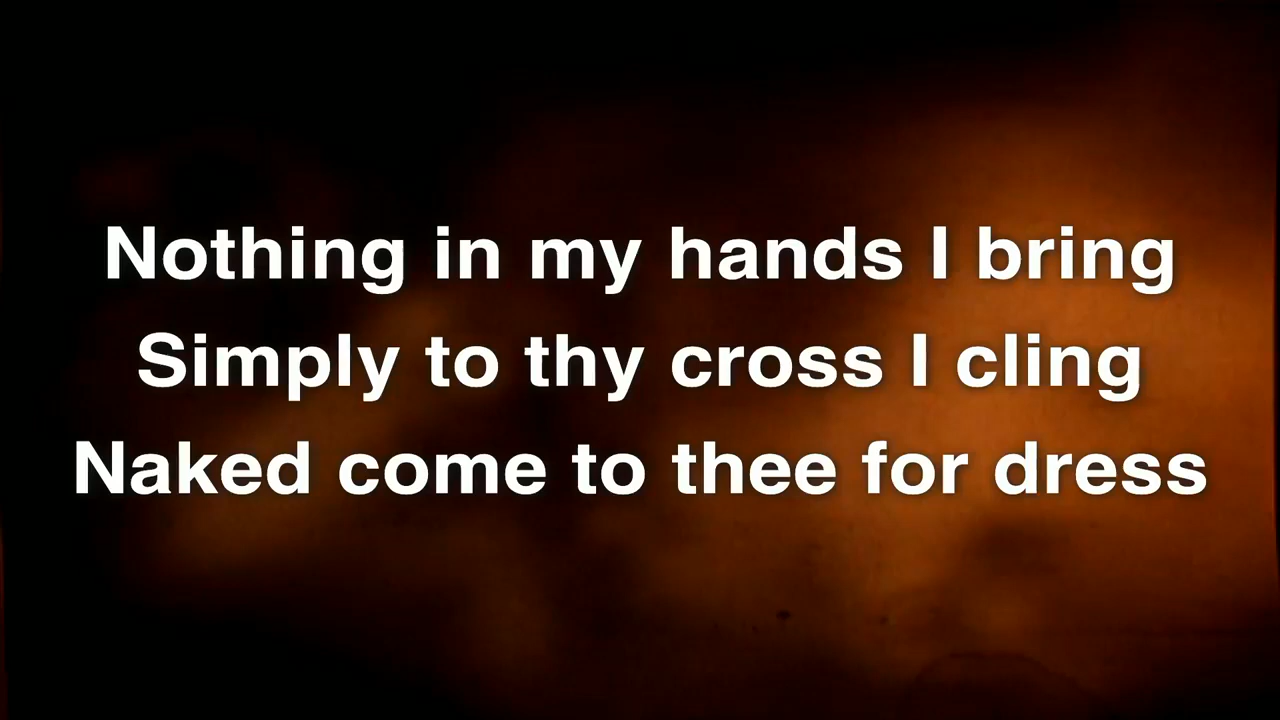 Nothing in my hands I bring
Simply to thy cross I cling
Naked come to thee for dress